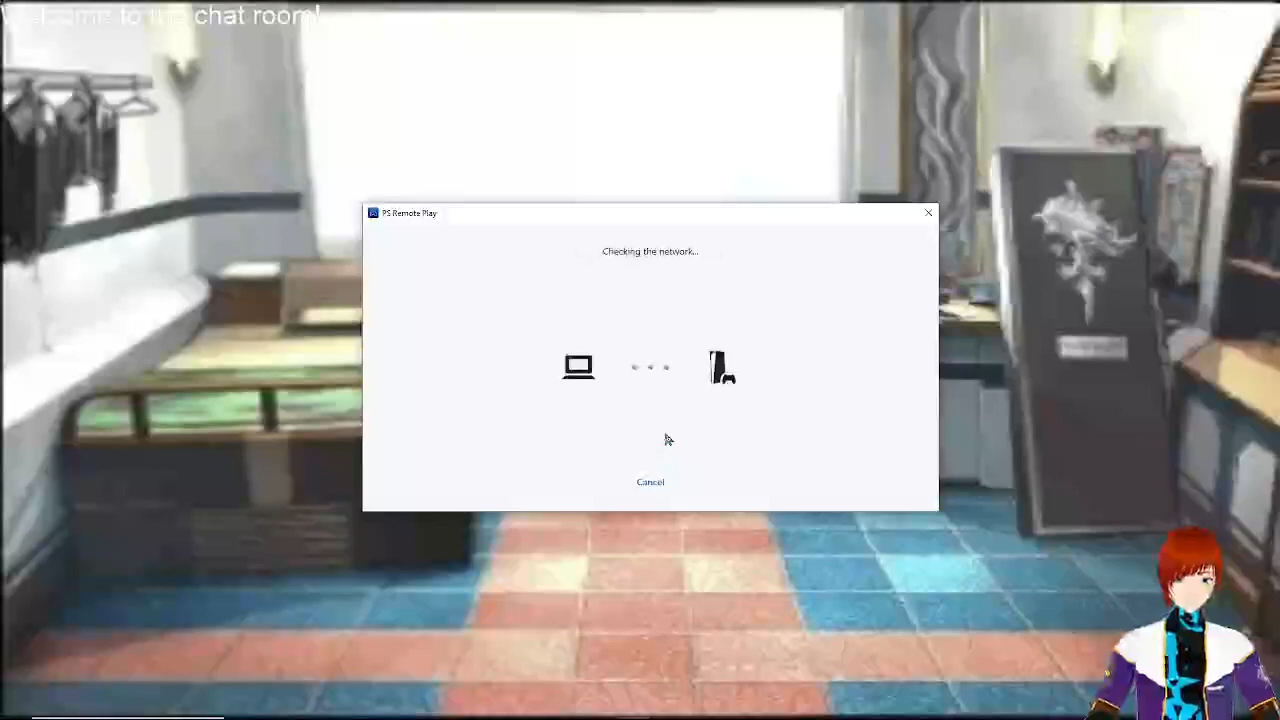 Welcome to the chat room!
PS Remote Play
Checking the network...
Cancel